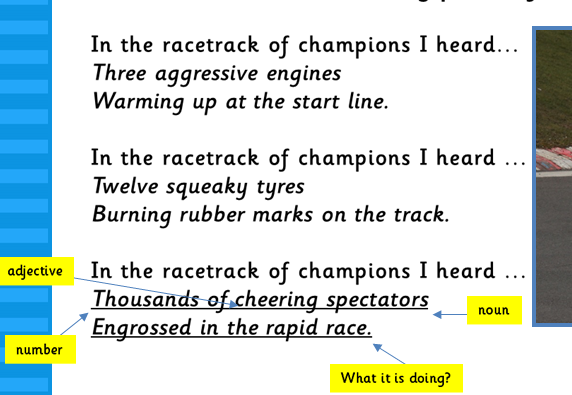 In the racetrack of champions I heard...
Three aggressive engines
Warming up at the start line.
In the racetrack of champions I heard ...
Twelve squeaky tyres
Burning rubber marks on the track.
adjective
In the racetrack of champions I heard ...
Thousands of cheering spectators
noun
Engrossed in the rapid race.
number
What it is doing?